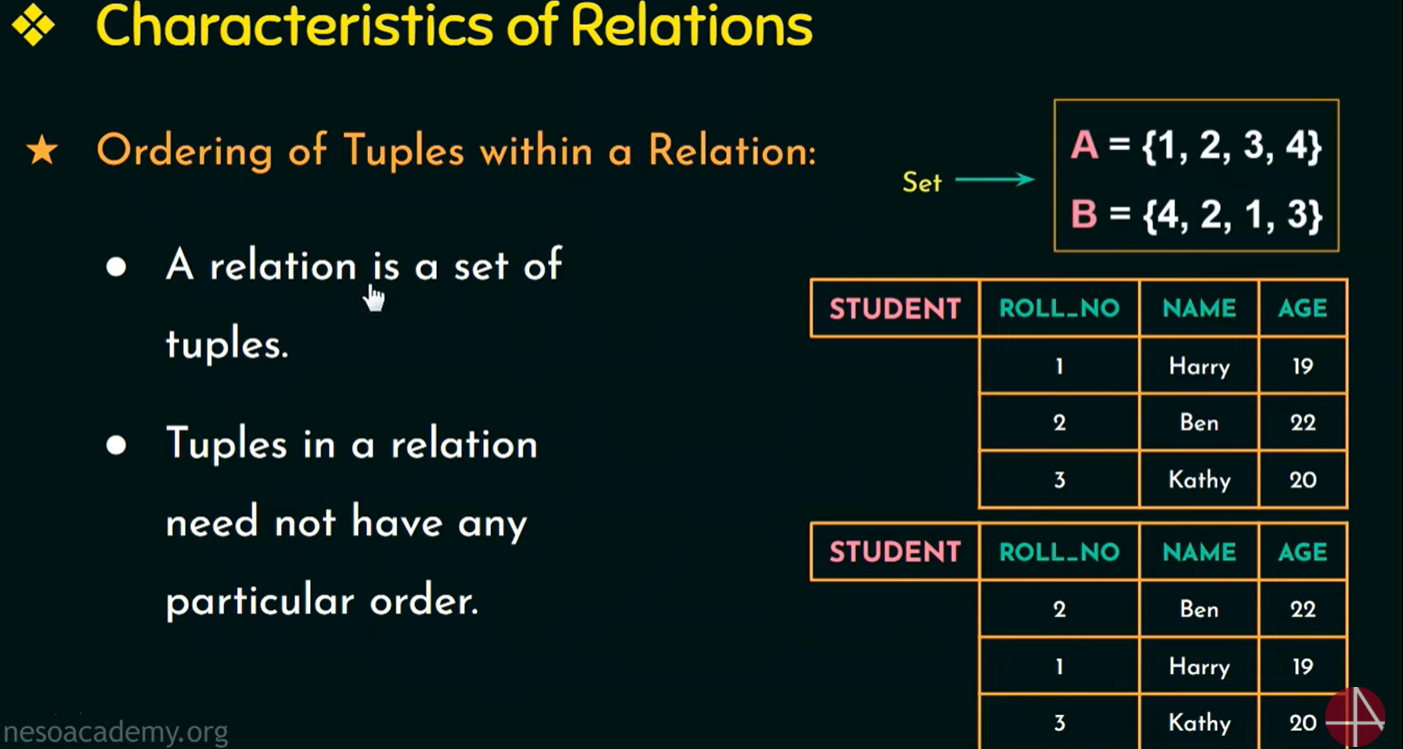 Characteristics of Relations
Ordering of Tuples within a Relation:
Set
A = {1, 2, 3, 4}
B = {4, 2, 1, 3}
A relation is a set of
tuples.
Tuples in a relation
need not have any
particular order.
STUDENT ROLL_NO NAME AGE
1 Harry 19
2 Ben 22
3 Kathy 20
STUDENT ROLL_NO NAME AGE
2 Ben 22
1 Harry 19
3 Kathy 20
nesoacademy.org